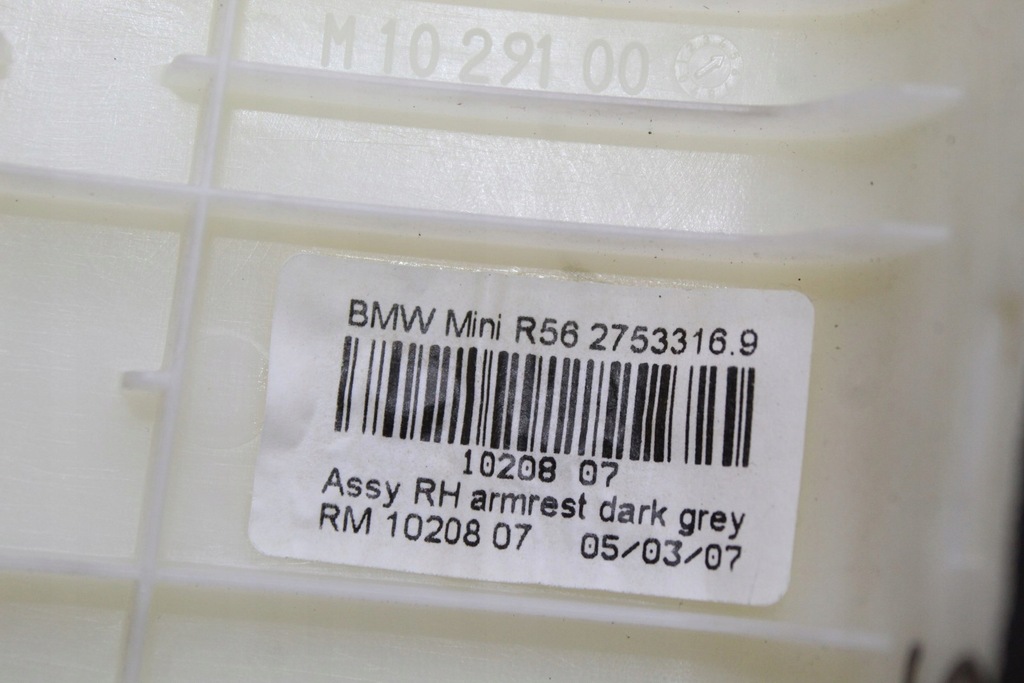 M 10 291 00
BMW Mini R56 2753316.9
10208 07
Assy RH armrest dark grey
RM 10208 07 05/03/07